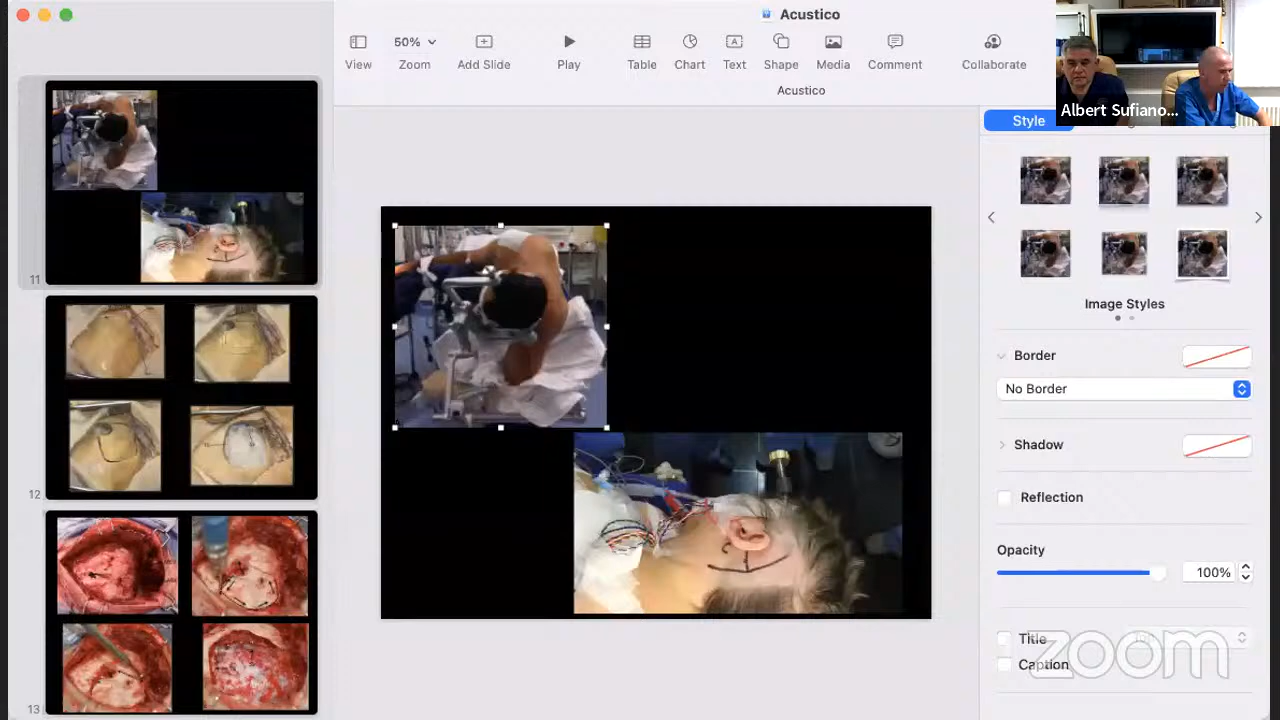 Acustico
View
50%
Zoom
Add Slide
Play
Table
Chart
Text
Shape
Media
Comment
Collaborate
Acustico
Albert Sufiano...
Style
11
12
13
Image Styles
Border
No Border
Shadow
Reflection
Opacity
100%
Title
Caption
zoom